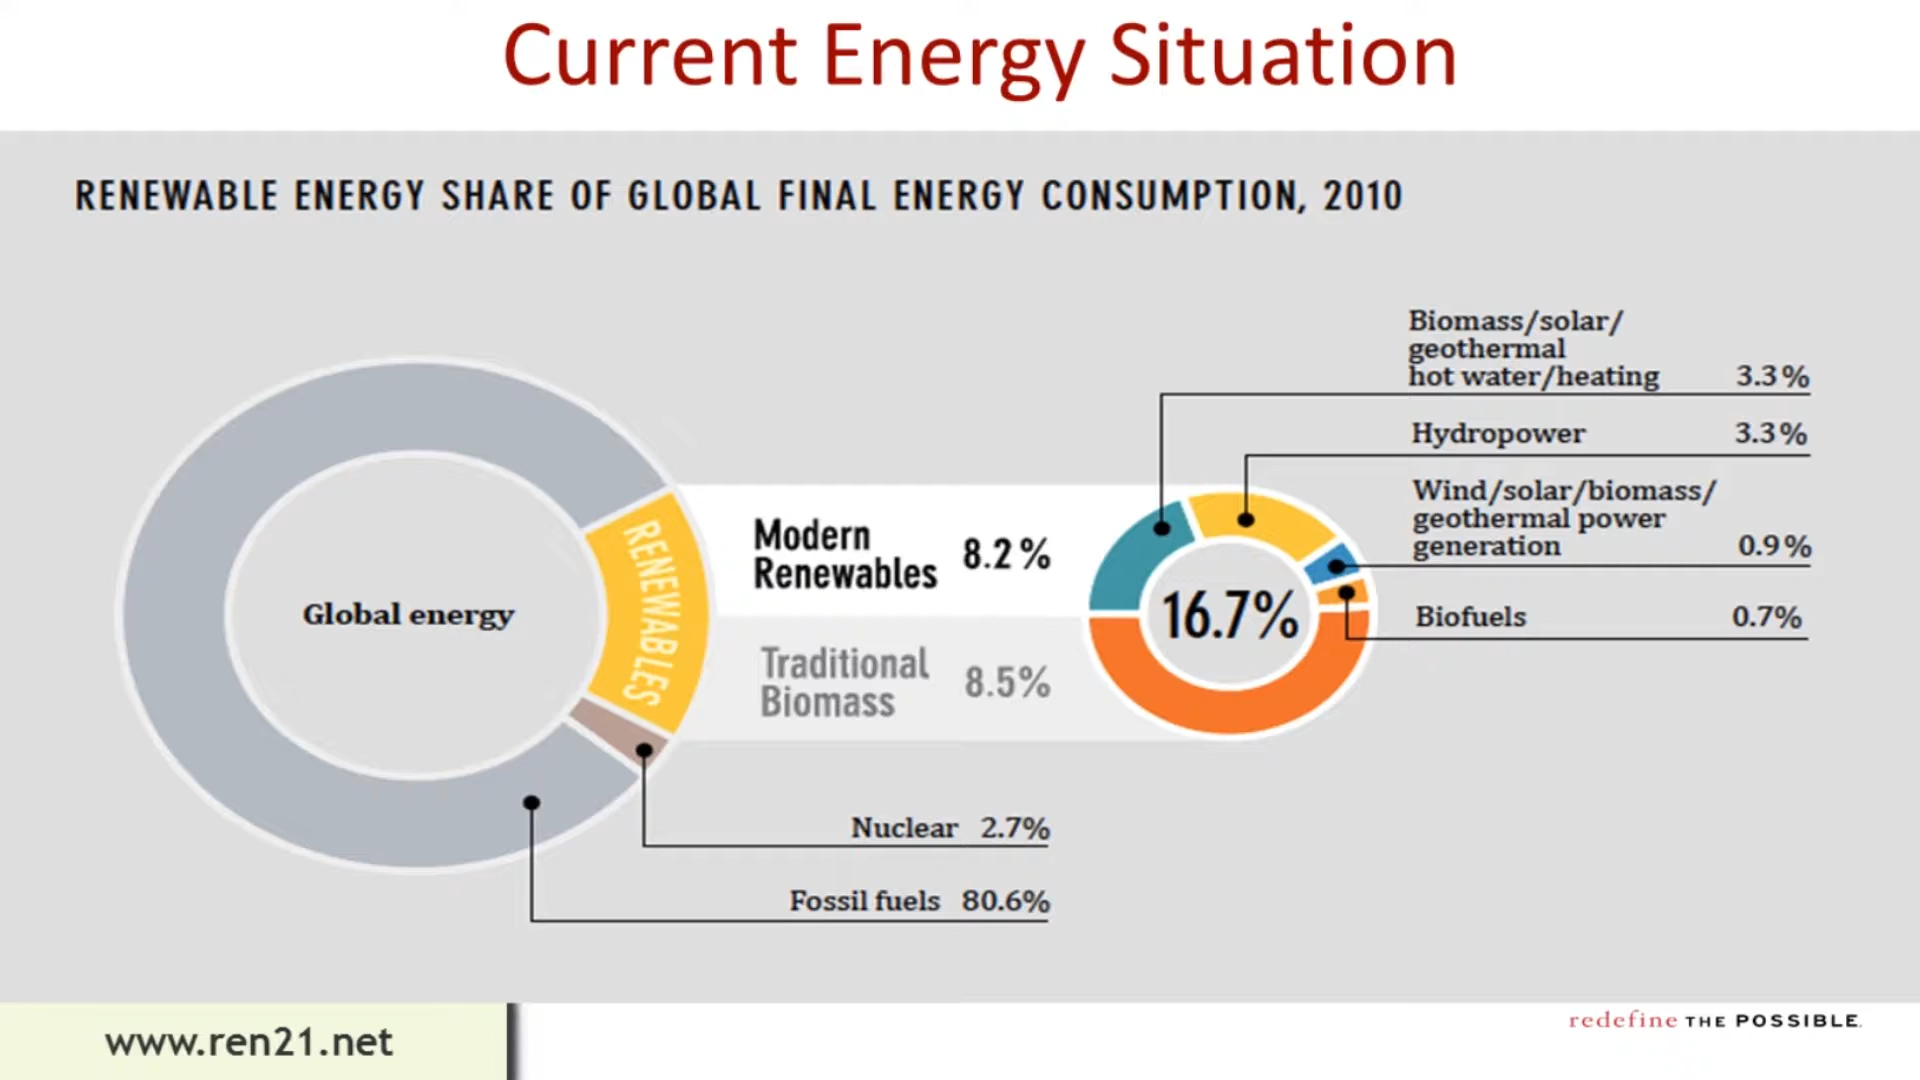 Current Energy Situation
RENEWABLE ENERGY SHARE OF GLOBAL FINAL ENERGY CONSUMPTION, 2010
Global energy
RENEWABLES
Modern
Renewables 8.2%
Traditional
Biomass 8.5%
Nuclear 2.7%
Fossil fuels 80.6%
16.7%
Biomass/solar/
geothermal
hot water/heating 3.3%
Hydropower 3.3%
Wind/solar/biomass/
geothermal power
generation 0.9%
Biofuels 0.7%
www.ren21.net
redefine THE POSSIBLE.